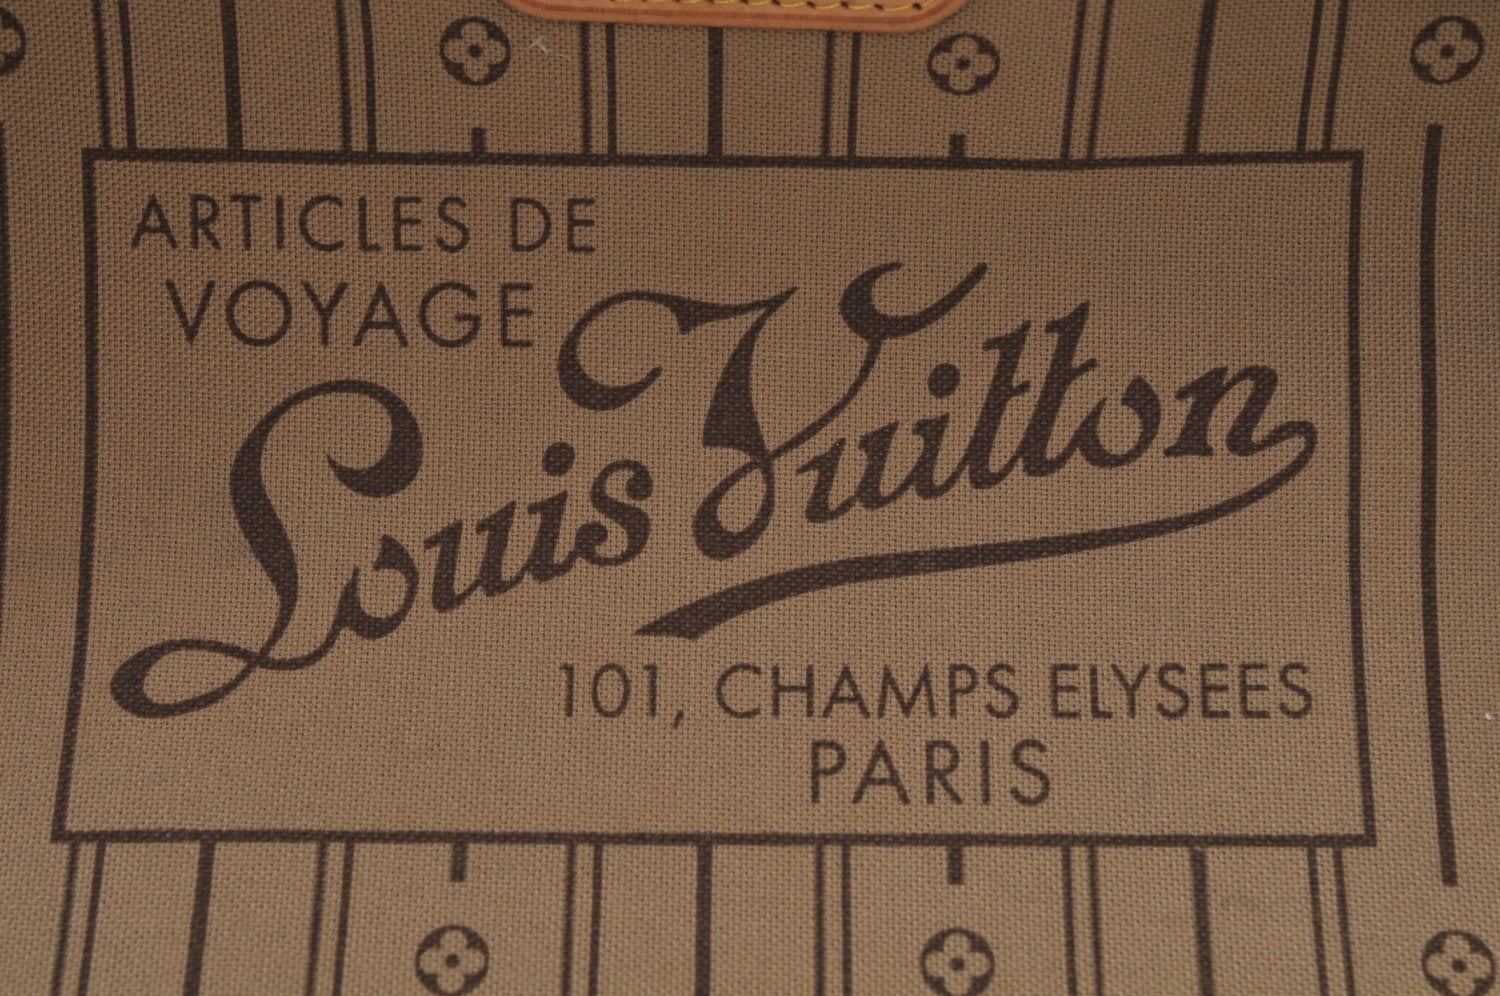 ARTICLES DE
VOYAGE
Louis Vuitton
101, CHAMPS ELYSEES
PARIS